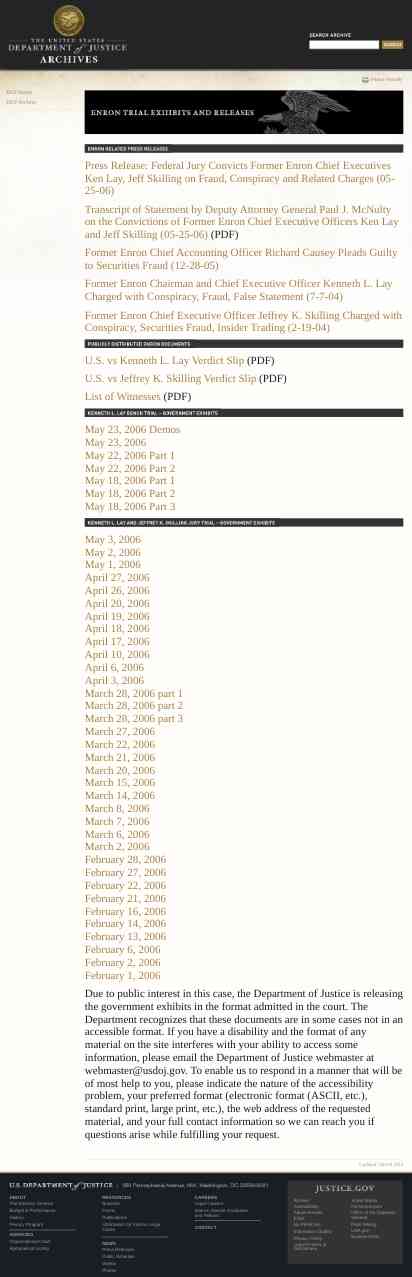 THE UNITED STATES
DEPARTMENT of JUSTICE
ARCHIVES
SEARCH ARCHIVE
SEARCH
Printer Friendly
ENRON TRIAL EXHIBITS AND RELEASES
ENRON RELATED PRESS RELEASES
Press Release: Federal Jury Convicts Former Enron Chief Executives
Ken Lay, Jeff Skilling on Fraud, Conspiracy and Related Charges (05-
25-06)
Transcript of Statement by Deputy Attorney General Paul J. McNulty
on the Convictions of Former Enron Chief Executive Officers Ken Lay
and Jeff Skilling (05-25-06) (PDF)
Former Enron Chief Accounting Officer Richard Causey Pleads Guilty
to Securities Fraud (12-28-05)
Former Enron Chairman and Chief Executive Officer Kenneth L. Lay
Charged with Conspiracy, Fraud, False Statement (7-7-04)
Former Enron Chief Executive Officer Jeffrey K. Skilling Charged with
Conspiracy, Securities Fraud, Insider Trading (2-19-04)
PUBLICLY DISTRIBUTED ENRON DOCUMENTS
U.S. vs Kenneth L. Lay Verdict Slip (PDF)
U.S. vs Jeffrey K. Skilling Verdict Slip (PDF)
List of Witnesses (PDF)
KENNETH L. LAY BENCH TRIAL – GOVERNMENT EXHIBITS
May 23, 2006 Demos
May 23, 2006
May 22, 2006 Part 1
May 22, 2006 Part 2
May 18, 2006 Part 1
May 18, 2006 Part 2
May 18, 2006 Part 3
KENNETH L. LAY AND JEFFREY K. SKILLING JURY TRIAL – GOVERNMENT EXHIBITS
May 3, 2006
May 2, 2006
May 1, 2006
April 27, 2006
April 26, 2006
April 20, 2006
April 19, 2006
April 18, 2006
April 17, 2006
April 10, 2006
April 6, 2006
April 3, 2006
March 28, 2006 part 1
March 28, 2006 part 2
March 28, 2006 part 3
March 27, 2006
March 22, 2006
March 21, 2006
March 20, 2006
March 15, 2006
March 14, 2006
March 8, 2006
March 7, 2006
March 6, 2006
March 2, 2006
February 28, 2006
February 27, 2006
February 22, 2006
February 21, 2006
February 16, 2006
February 14, 2006
February 13, 2006
February 6, 2006
February 2, 2006
February 1, 2006
Due to public interest in this case, the Department of Justice is releasing
the government exhibits in the format admitted in the court. The
Department recognizes that these documents are in some cases not in an
accessible format. If you have a disability and the format of any
material on the site interferes with your ability to access some
information, please email the Department of Justice webmaster at
webmaster@usdoj.gov. To enable us to respond in a manner that will be
of most help to you, please indicate the nature of the accessibility
problem, your preferred format (electronic format (ASCII, etc.),
standard print, large print, etc.), the web address of the requested
material, and your full contact information so we can reach you if
questions arise while fulfilling your request.
U.S. DEPARTMENT of JUSTICE | 950 Pennsylvania Avenue, NW, Washington, DC 20530-0001
ABOUT
Budget & Performance
History
Privacy Program
AGENCIES
Organizational Chart
Alphabetical Listing
RESOURCES
Forms
Publications
NEWS
Press Releases
Public Schedule
Videos
Photos
CAREERS
Legal Careers
CONTACT
JUSTICE.GOV